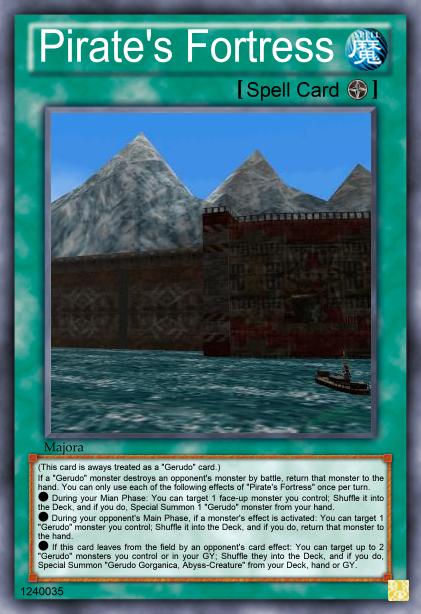 Pirate's Fortress
SPELL
魔
[Spell Card]
Majora
(This card is aways treated as a "Gerudo" card.)
If a "Gerudo" monster destroys an opponent's monster by battle, return that monster to the
hand. You can only use each of the following effects of "Pirate's Fortress" once per turn.
● During your Mian Phase: You can target 1 face-up monster you control; Shuffle it into
the Deck, and if you do, Special Summon 1 "Gerudo" monster from your hand.
● During your opponent's Main Phase, if a monster's effect is activated: You can target 1
"Gerudo" monster you control; Shuffle it into the Deck, and if you do, return that monster to
the hand.
● If this card leaves from the field by an opponent's card effect: You can target up to 2
"Gerudo" monsters you control or in your GY; Shuffle they into the Deck, and if you do,
Special Summon "Gerudo Gorganica, Abyss-Creature" from your Deck, hand or GY.
1240035